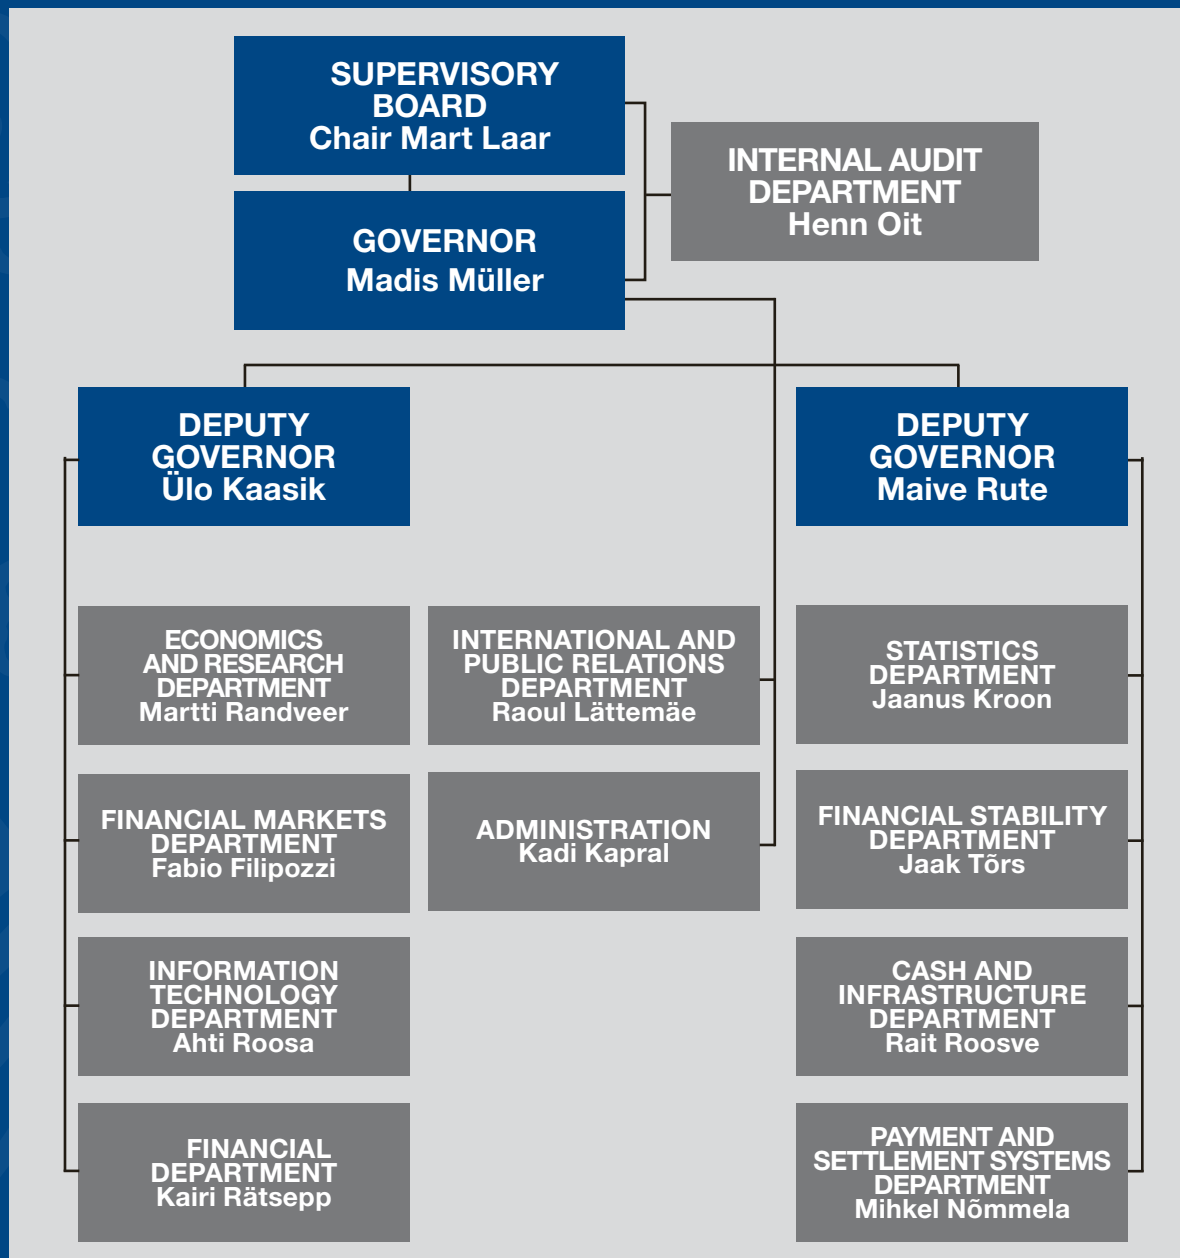 SUPERVISORY
BOARD
Chair Mart Laar
INTERNAL AUDIT
DEPARTMENT
Henn Oit
GOVERNOR
Madis Müller
DEPUTY
GOVERNOR
Ülo Kaasik
DEPUTY
GOVERNOR
Maive Rute
ECONOMICS
AND RESEARCH
DEPARTMENT
Martti Randveer
INTERNATIONAL AND
PUBLIC RELATIONS
DEPARTMENT
Raoul Lättemäe
STATISTICS
DEPARTMENT
Jaanus Kroon
FINANCIAL MARKETS
DEPARTMENT
Fabio Filipozzi
ADMINISTRATION
Kadi Kapral
FINANCIAL STABILITY
DEPARTMENT
Jaak Tõrs
INFORMATION
TECHNOLOGY
DEPARTMENT
Ahti Roosa
CASH AND
INFRASTRUCTURE
DEPARTMENT
Rait Roosve
FINANCIAL
DEPARTMENT
Kairi Rätsepp
PAYMENT AND
SETTLEMENT SYSTEMS
DEPARTMENT
Mihkel Nõmmela